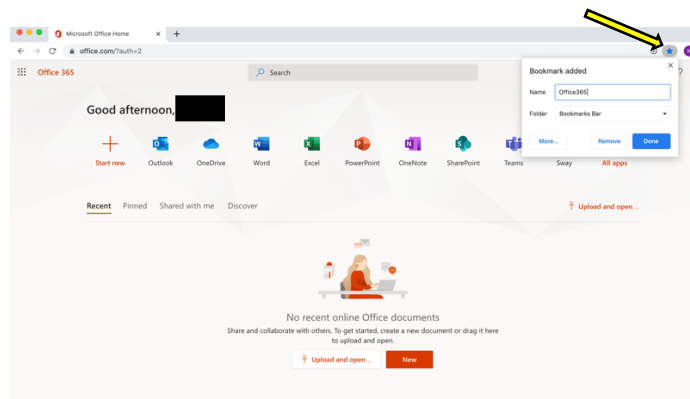 Microsoft Office Home
office.com/?auth=2
Office 365
Search
?
Bookmark added
Name Office365
Folder Bookmarks Bar
More... Remove Done
Good afternoon,
Start new Outlook OneDrive Word Excel PowerPoint OneNote SharePoint Teams Sway All apps
Recent Pinned Shared with me Discover
Upload and open...
No recent online Office documents
Share and collaborate with others. To get started, create a new document or drag it here
to upload and open.
Upload and open... New